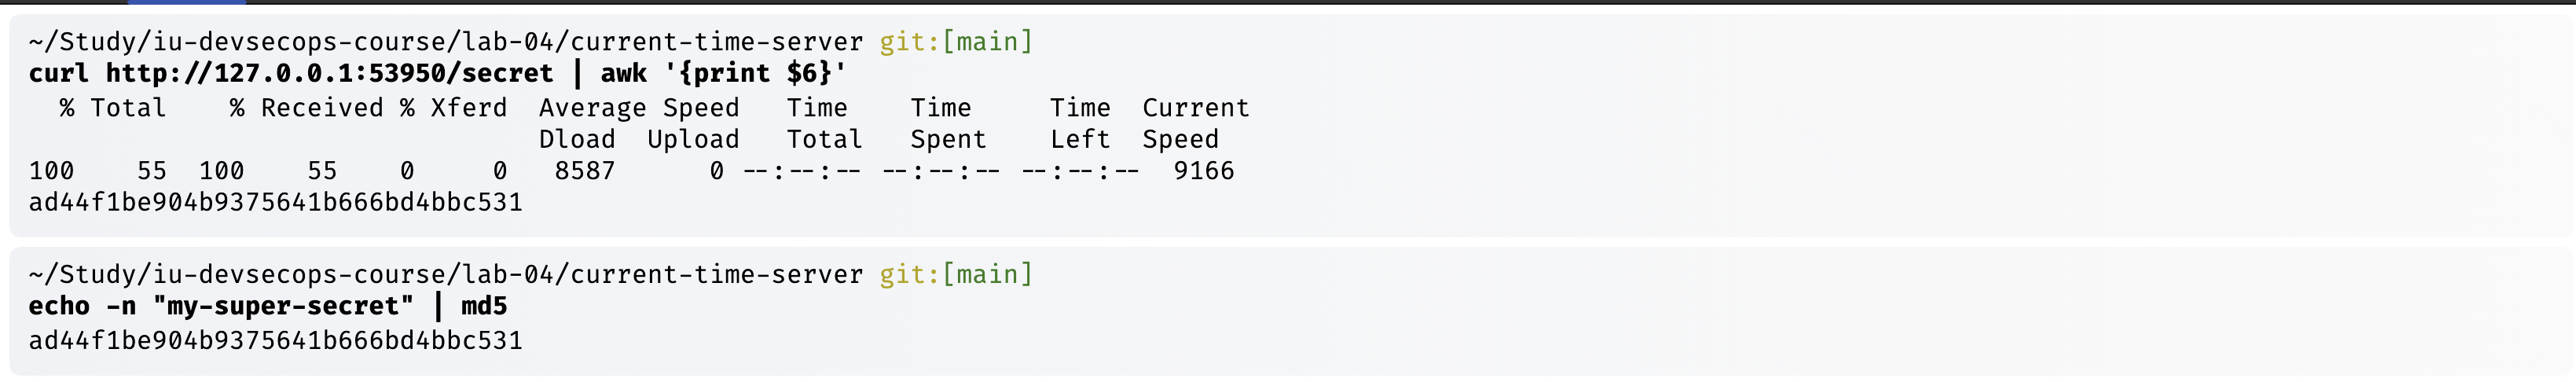 ~/Study/iu-devsecops-course/lab-04/current-time-server git:[main]
curl http://127.0.0.1:53950/secret | awk '{print $6}'
  % Total    % Received % Xferd  Average Speed   Time    Time     Time  Current
                                 Dload  Upload   Total   Spent    Left  Speed
100    55  100    55    0     0   8587      0 --:--:-- --:--:-- --:--:--  9166
ad44f1be904b9375641b666bd4bbc531
~/Study/iu-devsecops-course/lab-04/current-time-server git:[main]
echo -n "my-super-secret" | md5
ad44f1be904b9375641b666bd4bbc531